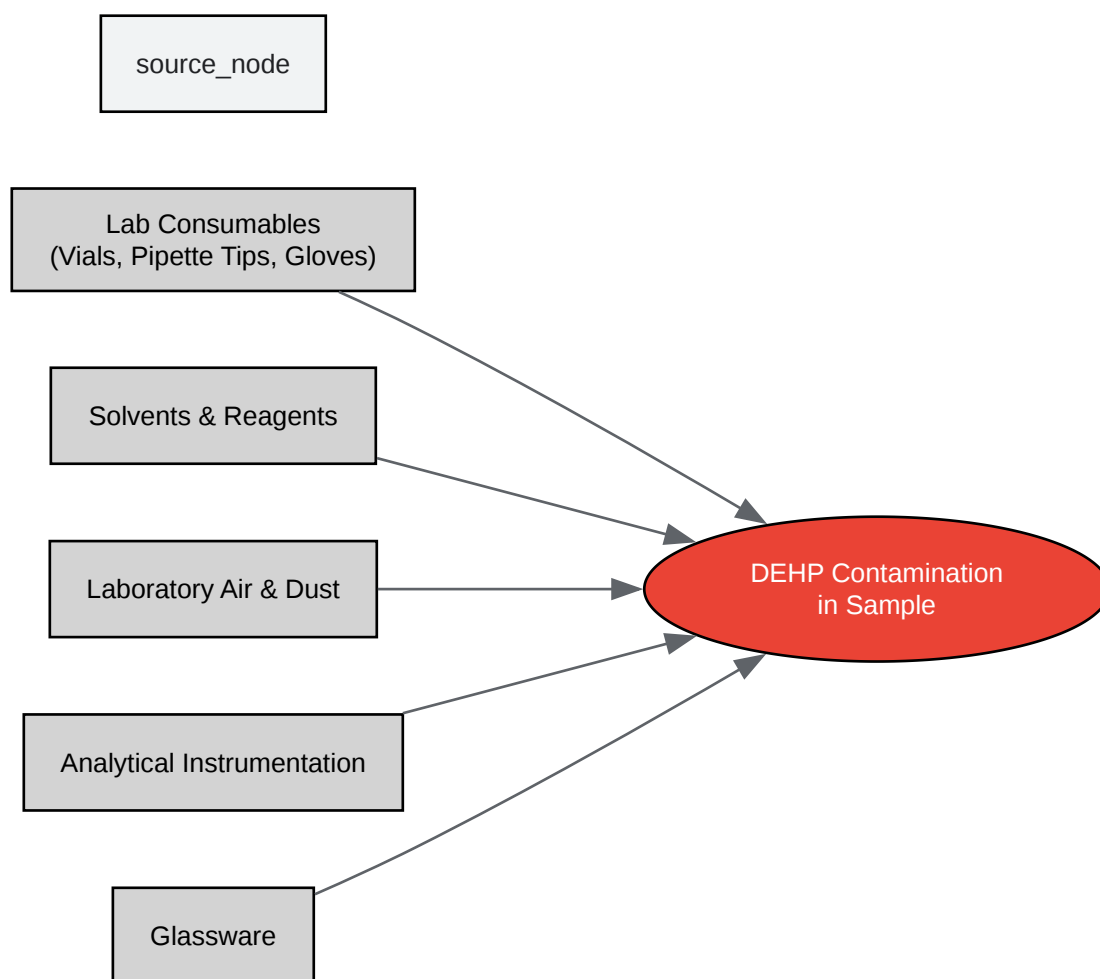 source_node
Lab Consumables
(Vials, Pipette Tips, Gloves)
Solvents & Reagents
Laboratory Air & Dust
DEHP Contamination
in Sample
Analytical Instrumentation
Glassware